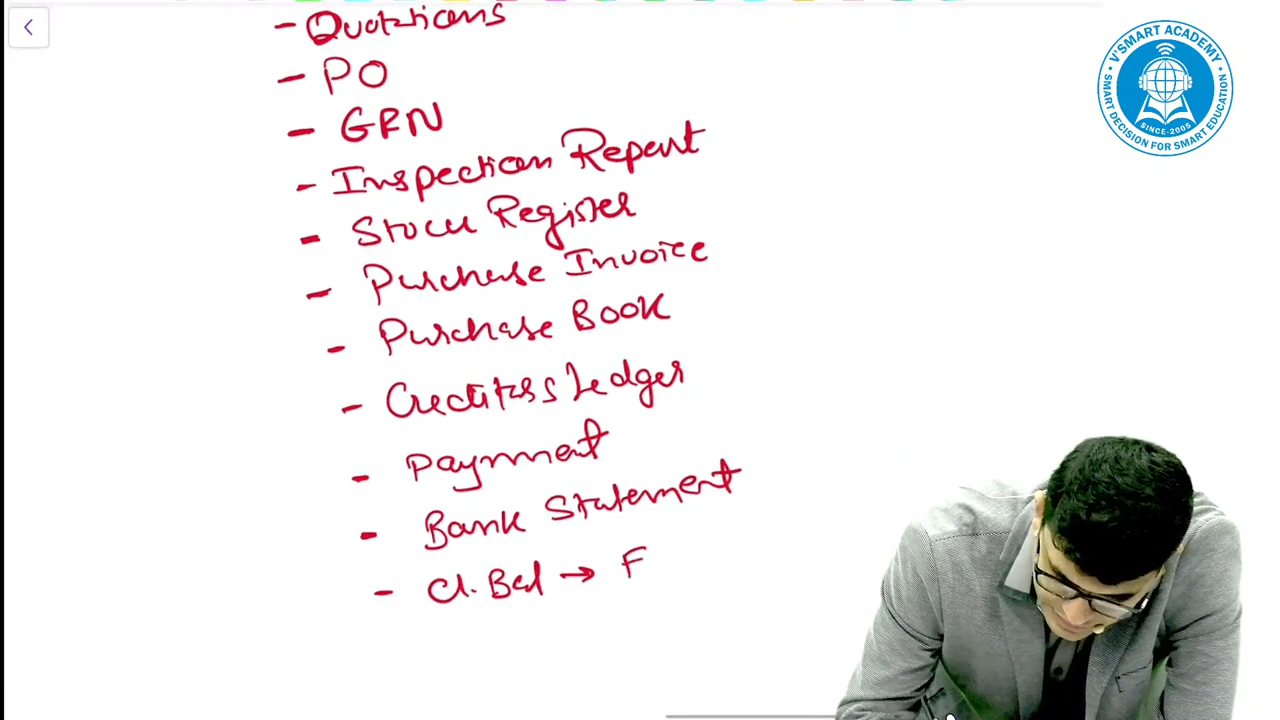 - Quotations
- PO
- GRN
- Inspection Report
- Stock Register
- Purchase Invoice
- Purchase Book
- Creditors Ledger
- Payment
- Bank Statement
- Cl. Bal → F
V'SMART ACADEMY
SINCE-2005
SMART DECISION FOR SMART EDUCATION